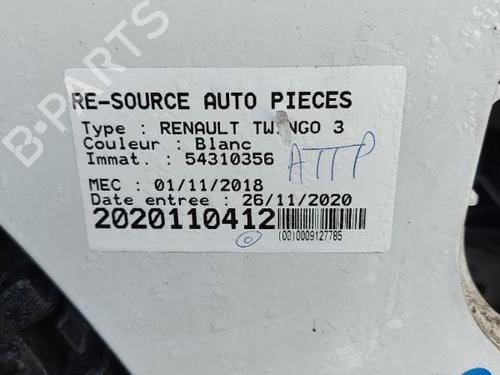 B-PARTS
RE-SOURCE AUTO PIECES
Type : RENAULT TWINGO 3
Couleur : Blanc
Immat. : 54310356
ATTP
MEC : 01/11/2018
Date entree : 26/11/2020
2020110412
(00)0009127785